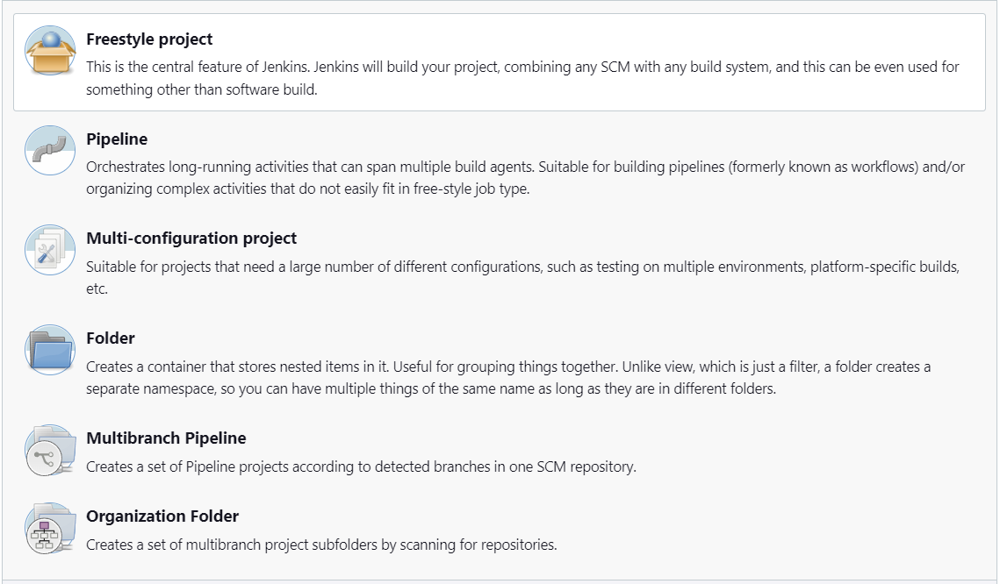 Freestyle project
This is the central feature of Jenkins. Jenkins will build your project, combining any SCM with any build system, and this can be even used for
something other than software build.
Pipeline
Orchestrates long-running activities that can span multiple build agents. Suitable for building pipelines (formerly known as workflows) and/or
organizing complex activities that do not easily fit in free-style job type.
Multi-configuration project
Suitable for projects that need a large number of different configurations, such as testing on multiple environments, platform-specific builds,
etc.
Folder
Creates a container that stores nested items in it. Useful for grouping things together. Unlike view, which is just a filter, a folder creates a
separate namespace, so you can have multiple things of the same name as long as they are in different folders.
Multibranch Pipeline
Creates a set of Pipeline projects according to detected branches in one SCM repository.
Organization Folder
Creates a set of multibranch project subfolders by scanning for repositories.